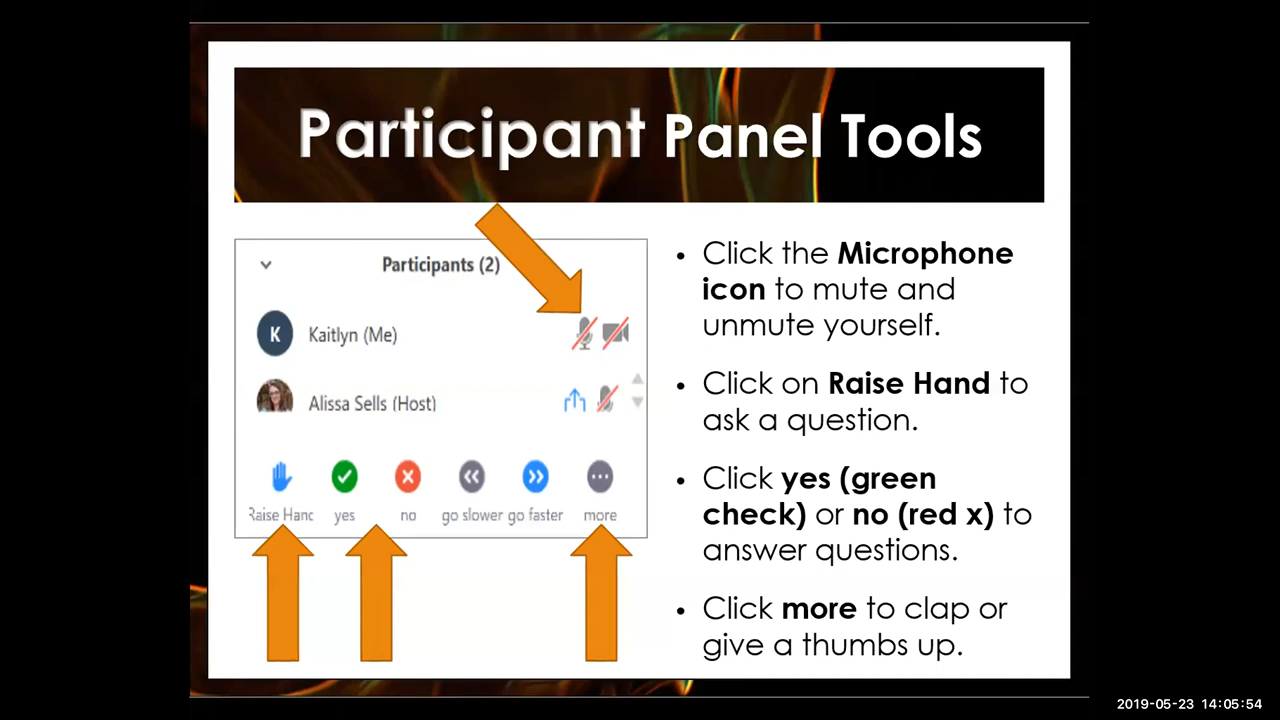 Participant Panel Tools
Participants (2)
K
Kaitlyn (Me)
Alissa Sells (Host)
Raise Hand
yes
no
go slower
go faster
more
• Click the Microphone
icon to mute and
unmute yourself.
• Click on Raise Hand to
ask a question.
• Click yes (green
check) or no (red x) to
answer questions.
• Click more to clap or
give a thumbs up.
2019-05-23 14:05:54